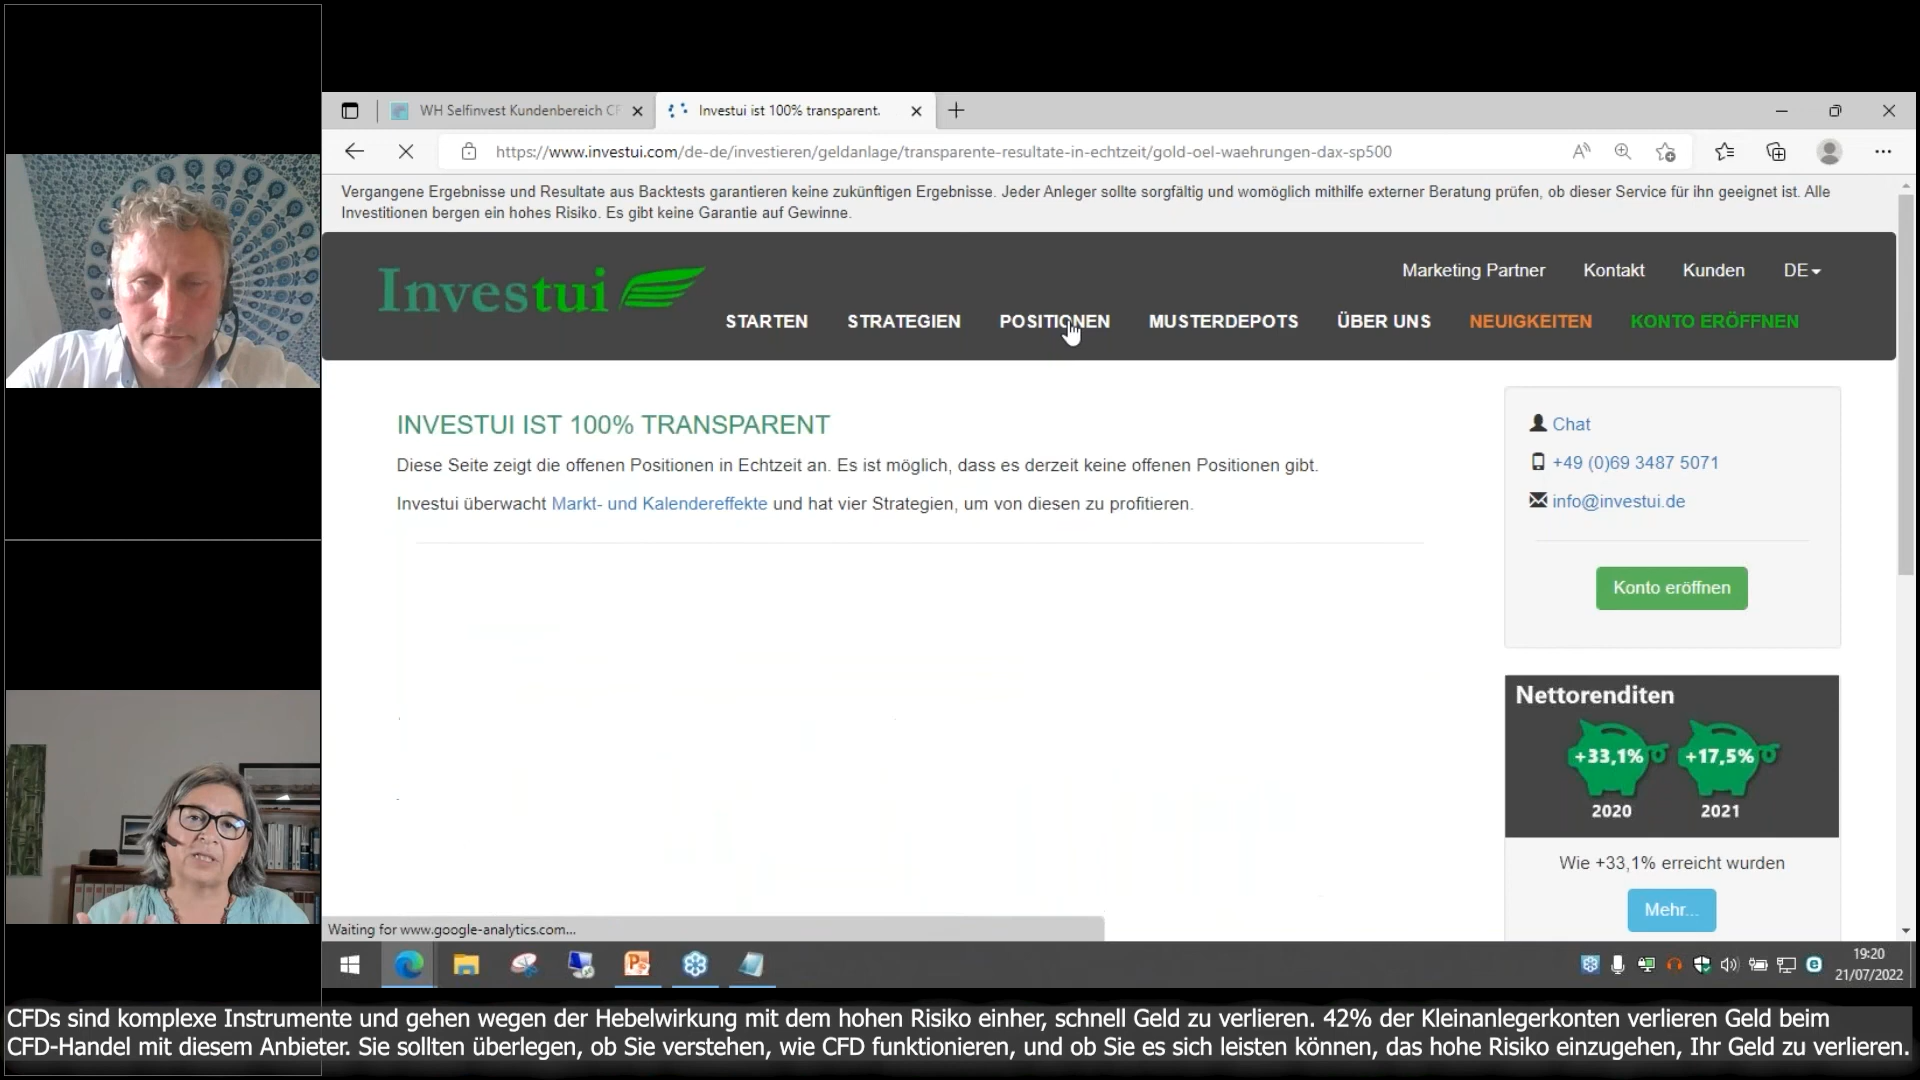 WH Selfinvest Kundenbereich CF
Investui ist 100% transparent.
https://www.investui.com/de-de/investieren/geldanlage/transparente-resultate-in-echtzeit/gold-oel-waehrungen-dax-sp500
Vergangene Ergebnisse und Resultate aus Backtests garantieren keine zukünftigen Ergebnisse. Jeder Anleger sollte sorgfältig und womöglich mithilfe externer Beratung prüfen, ob dieser Service für ihn geeignet ist. Alle
Investitionen bergen ein hohes Risiko. Es gibt keine Garantie auf Gewinne.
Investui
Marketing Partner Kontakt Kunden DE
STARTEN STRATEGIEN POSITIONEN MUSTERDEPOTS ÜBER UNS NEUIGKEITEN KONTO ERÖFFNEN
INVESTUI IST 100% TRANSPARENT
Diese Seite zeigt die offenen Positionen in Echtzeit an. Es ist möglich, dass es derzeit keine offenen Positionen gibt.
Investui überwacht Markt- und Kalendereffekte und hat vier Strategien, um von diesen zu profitieren.
Chat
+49 (0)69 3487 5071
info@investui.de
Konto eröffnen
Nettorenditen
+33,1% +17,5%
2020 2021
Wie +33,1% erreicht wurden
Mehr...
Waiting for www.google-analytics.com...
19:20
21/07/2022
CFDs sind komplexe Instrumente und gehen wegen der Hebelwirkung mit dem hohen Risiko einher, schnell Geld zu verlieren. 42% der Kleinanlegerkonten verlieren Geld beim
CFD-Handel mit diesem Anbieter. Sie sollten überlegen, ob Sie verstehen, wie CFD funktionieren, und ob Sie es sich leisten können, das hohe Risiko einzugehen, Ihr Geld zu verlieren.